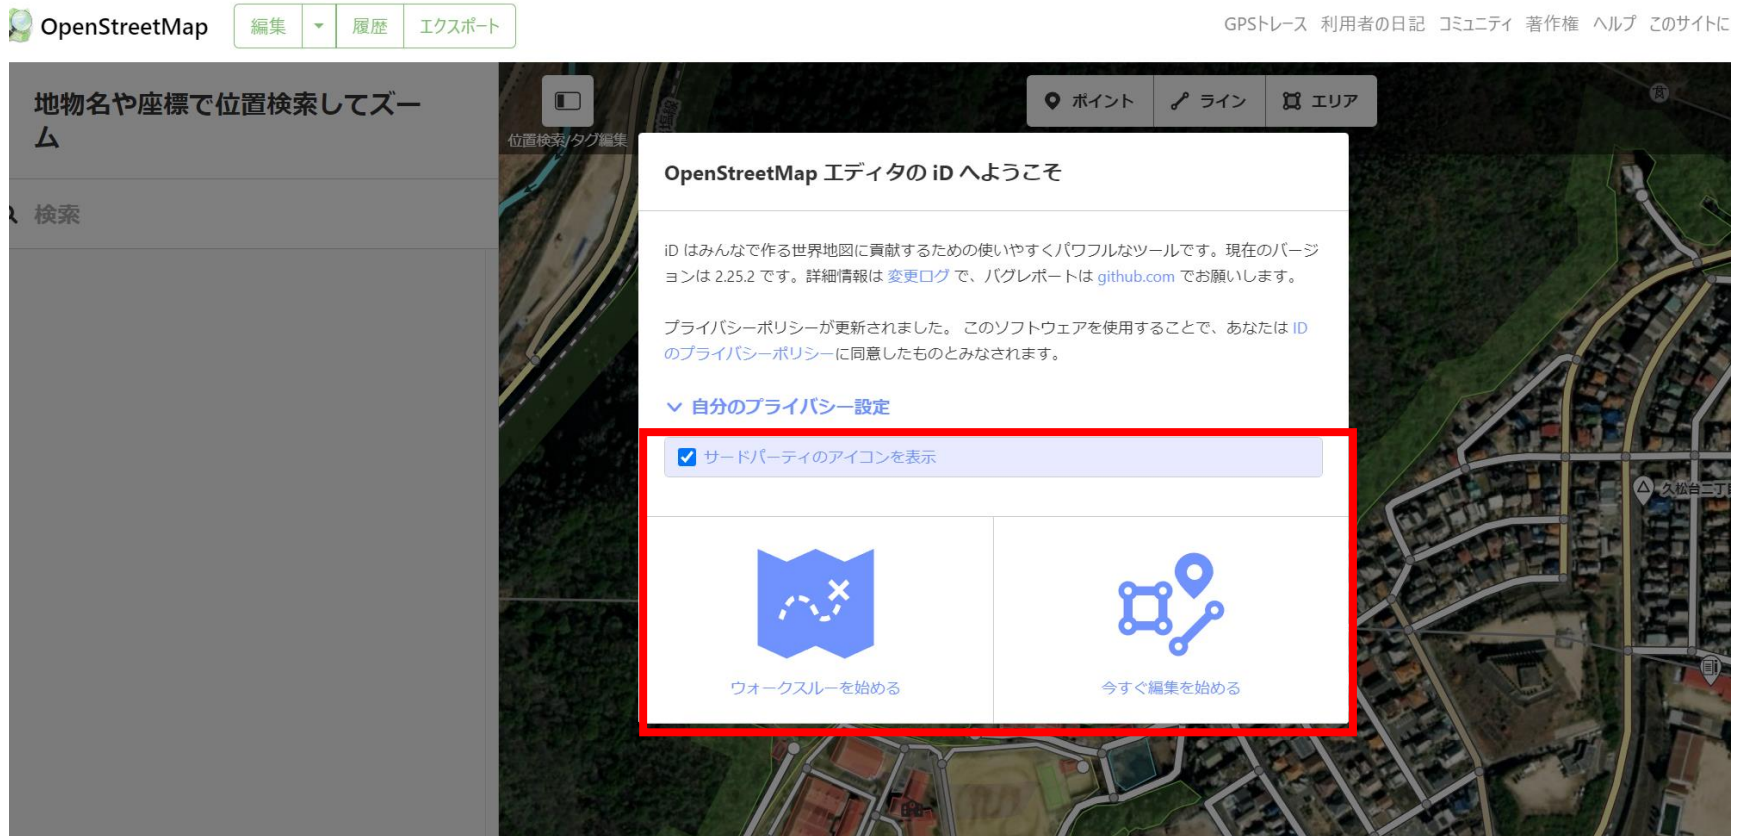 OpenStreetMap
編集
履歴
エクスポート
GPSトレース 利用者の日記 コミュニティ 著作権 ヘルプ このサイトに
地物名や座標で位置検索してズー
ム
検索
位置検索/タグ編集
ポイント
ライン
エリア
OpenStreetMap エディタの iD へようこそ
iD はみんなで作る世界地図に貢献するための使いやすくパワフルなツールです。現在のバージ
ョンは 2.25.2 です。詳細情報は 変更ログ で、バグレポートは github.com でお願いします。
プライバシーポリシーが更新されました。 このソフトウェアを使用することで、あなたは ID
のプライバシーポリシーに同意したものとみなされます。
自分のプライバシー設定
サードパーティのアイコンを表示
久松台二丁
ウォークスルーを始める
今すぐ編集を始める